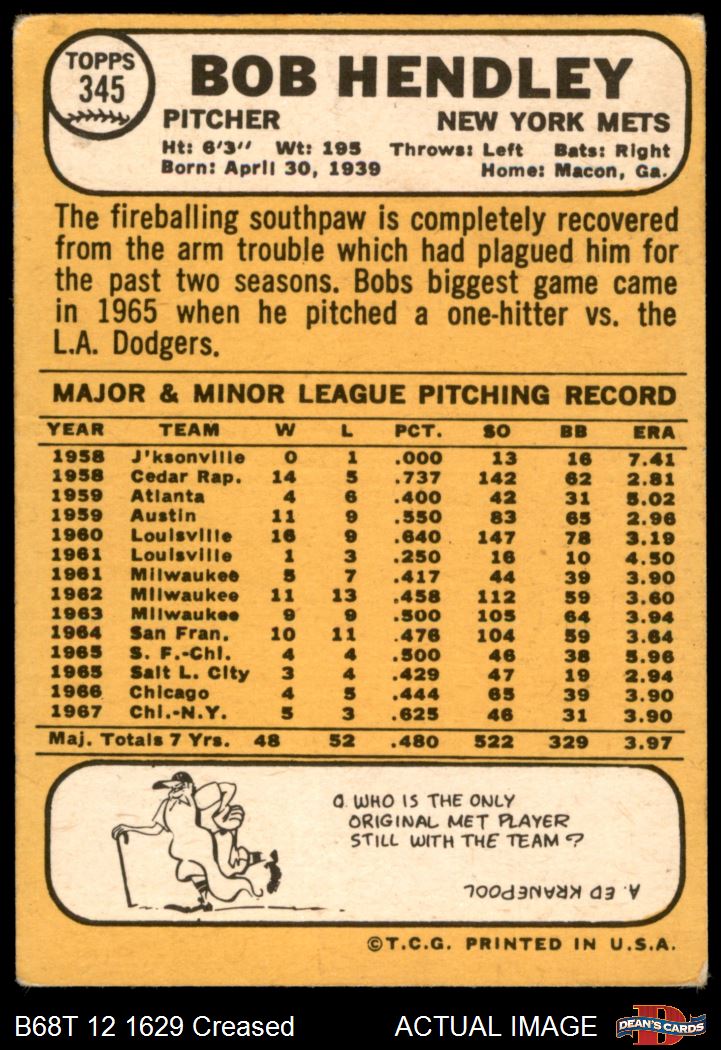 TOPPS
345
BOB HENDLEY
PITCHER NEW YORK METS
Ht: 6'3'' Wt: 195 Throws: Left Bats: Right
Born: April 30, 1939 Home: Macon, Ga.
The fireballing southpaw is completely recovered
from the arm trouble which had plagued him for
the past two seasons. Bobs biggest game came
in 1965 when he pitched a one-hitter vs. the
L.A. Dodgers.
MAJOR & MINOR LEAGUE PITCHING RECORD
YEAR TEAM W L PCT. SO BB ERA
1958 J'ksonville 0 1 .000 13 16 7.41
1958 Cedar Rap. 14 5 .737 142 62 2.81
1959 Atlanta 4 6 .400 42 31 5.02
1959 Austin 11 9 .550 83 65 2.96
1960 Louisville 16 9 .640 147 78 3.19
1961 Louisville 1 3 .250 16 10 4.50
1961 Milwaukee 5 7 .417 44 39 3.90
1962 Milwaukee 11 13 .458 112 59 3.60
1963 Milwaukee 9 9 .500 105 64 3.94
1964 San Fran. 10 11 .476 104 59 3.64
1965 S. F.-Chi. 4 4 .500 46 38 5.96
1965 Salt L. City 3 4 .429 47 19 2.94
1966 Chicago 4 5 .444 65 39 3.90
1967 Chi.-N.Y. 5 3 .625 46 31 3.90
Maj. Totals 7 Yrs. 48 52 .480 522 329 3.97
Q. WHO IS THE ONLY
ORIGINAL MET PLAYER
STILL WITH THE TEAM?
A. ED KRANEPOOL
©T.C.G. PRINTED IN U.S.A.
B68T 12 1629 Creased ACTUAL IMAGE DEAN'S CARDS